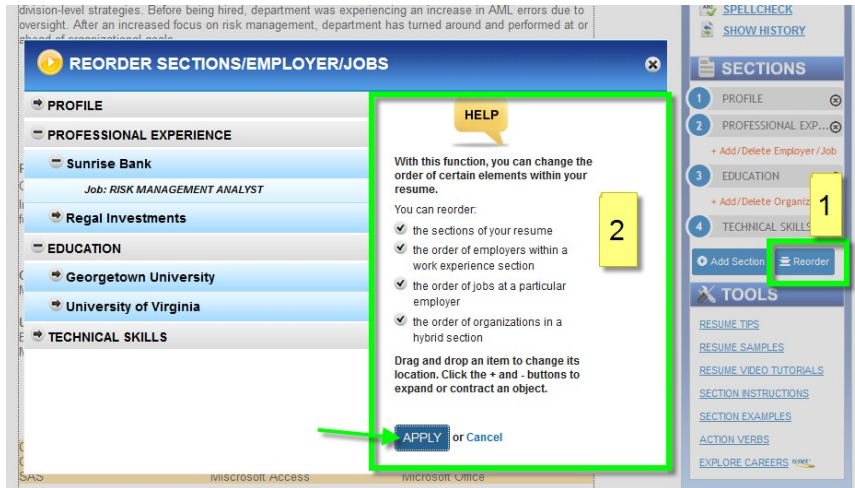 division-level strategies. Before being hired, department was experiencing an increase in AML errors due to
oversight. After an increased focus on risk management, department has turned around and performed at or
ahead of organizational goals
REORDER SECTIONS/EMPLOYER/JOBS
PROFILE
PROFESSIONAL EXPERIENCE
Sunrise Bank
Job: RISK MANAGEMENT ANALYST
Regal Investments
EDUCATION
Georgetown University
University of Virginia
TECHNICAL SKILLS
HELP
With this function, you can change the
order of certain elements within your
resume.
You can reorder:
the sections of your resume
the order of employers within a
work experience section
the order of jobs at a particular
employer
the order of organizations in a
hybrid section
Drag and drop an item to change its
location. Click the + and - buttons to
expand or contract an object.
APPLY or Cancel
2
SAS Miscrosoft Access Microsoft Office
SPELLCHECK
SHOW HISTORY
SECTIONS
1 PROFILE
2 PROFESSIONAL EXP...
+ Add/Delete Employer/Job
3 EDUCATION
+ Add/Delete Organiz
4 TECHNICAL SKILLS
1
Add Section Reorder
TOOLS
RESUME TIPS
RESUME SAMPLES
RESUME VIDEO TUTORIALS
SECTION INSTRUCTIONS
SECTION EXAMPLES
ACTION VERBS
EXPLORE CAREERS o*net